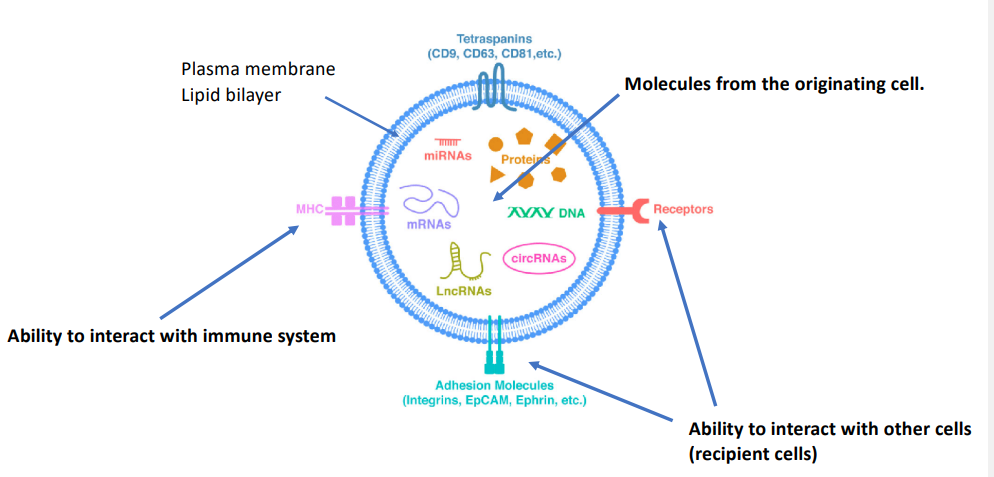 Tetraspanins
(CD9, CD63, CD81,etc.)
Plasma membrane
Lipid bilayer
Molecules from the originating cell.
miRNAs
Proteins
MHC
mRNAs
DNA
Receptors
circRNAs
LncRNAs
Ability to interact with immune system
Adhesion Molecules
(Integrins, EpCAM, Ephrin, etc.)
Ability to interact with other cells
(recipient cells)